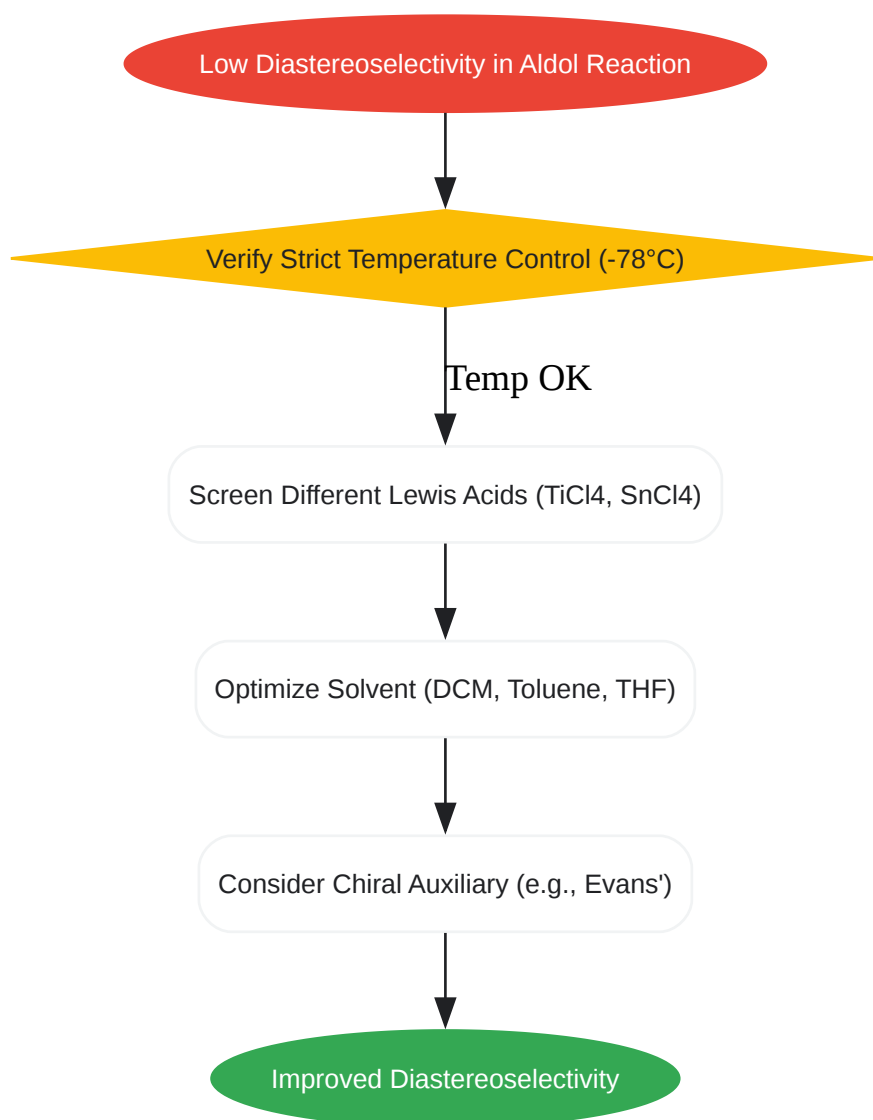 Low Diastereoselectivity in Aldol Reaction
Verify Strict Temperature Control (-78°C)
Temp OK
Screen Different Lewis Acids (TiCl4, SnCl4)
Optimize Solvent (DCM, Toluene, THF)
Consider Chiral Auxiliary (e.g., Evans')
Improved Diastereoselectivity